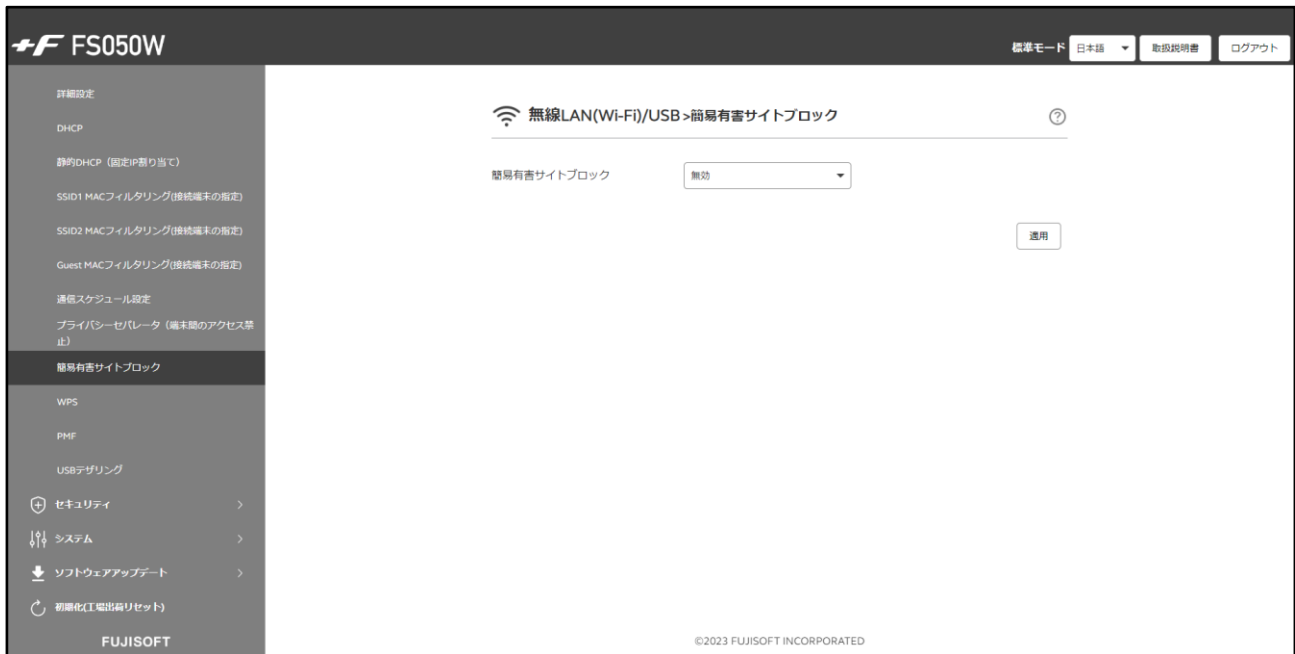 +F FS050W
標準モード 日本語 取扱説明書 ログアウト
詳細設定
DHCP
静的DHCP（固定IP割り当て）
SSID1 MACフィルタリング(接続端末の指定)
SSID2 MACフィルタリング(接続端末の指定)
Guest MACフィルタリング(接続端末の指定)
通信スケジュール設定
プライバシーセパレータ（端末間のアクセス禁
止）
簡易有害サイトブロック
WPS
PMF
USBテザリング
セキュリティ
システム
ソフトウェアアップデート
初期化(工場出荷リセット)
FUJISOFT
無線LAN(Wi-Fi)/USB>簡易有害サイトブロック
簡易有害サイトブロック 無効
適用
©2023 FUJISOFT INCORPORATED